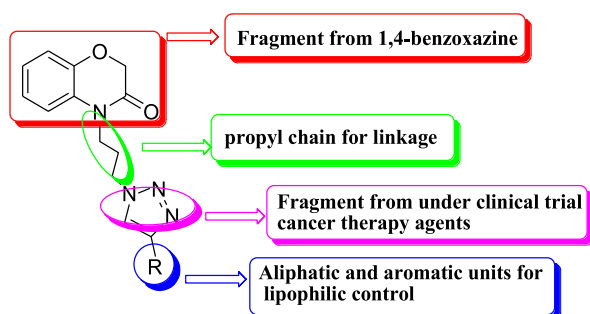 O
Fragment from 1,4-benzoxazine
N
O
propyl chain for linkage
N
N
N
Fragment from under clinical trial
cancer therapy agents
R
Aliphatic and aromatic units for
lipophilic control